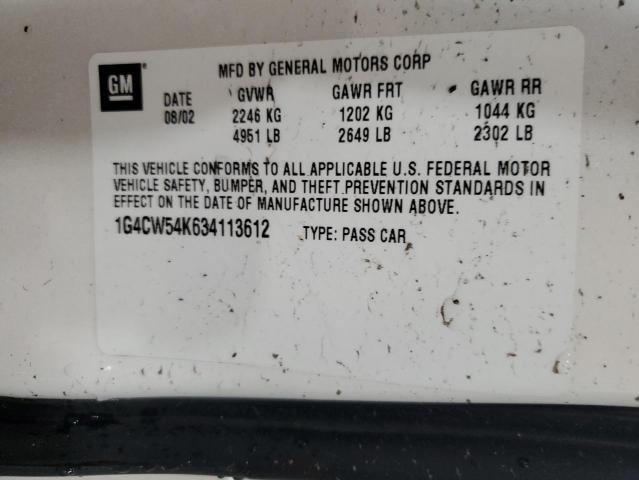 GM
MFD BY GENERAL MOTORS CORP
DATE GVWR GAWR FRT GAWR RR
08/02 2246 KG 1202 KG 1044 KG
4951 LB 2649 LB 2302 LB
THIS VEHICLE CONFORMS TO ALL APPLICABLE U.S. FEDERAL MOTOR
VEHICLE SAFETY, BUMPER, AND THEFT PREVENTION STANDARDS IN
EFFECT ON THE DATE OF MANUFACTURE SHOWN ABOVE.
1G4CW54K634113612 TYPE: PASS CAR